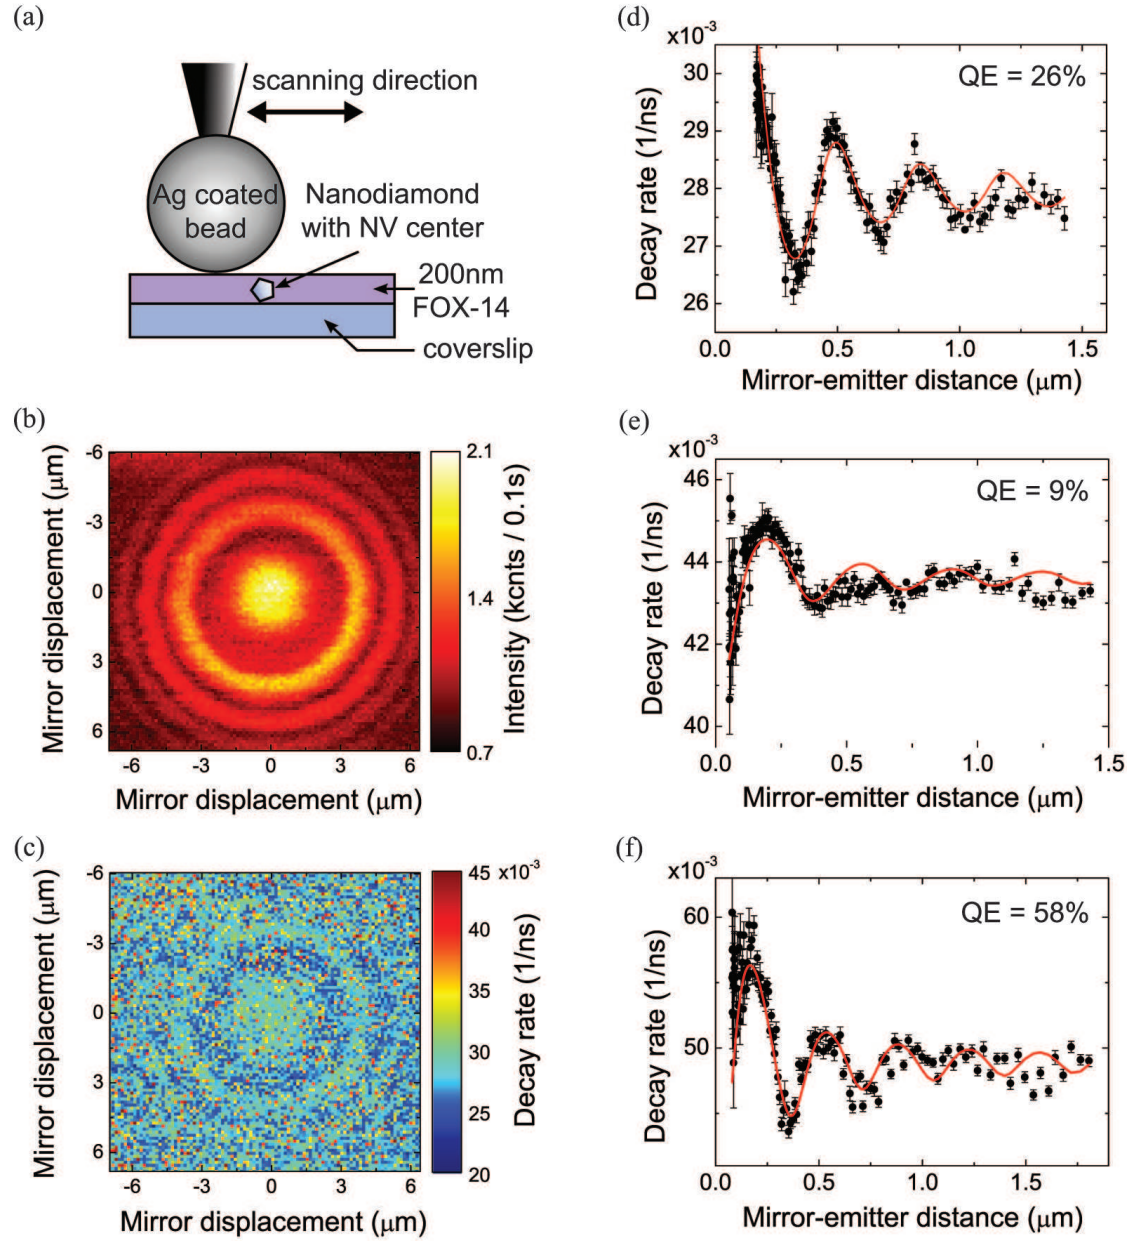 (a)
scanning direction
Ag coated
bead
Nanodiamond
with NV center
200nm
FOX-14
coverslip
(b)
-6
-3
0
3
6
Mirror displacement (μm)
-6 -3 0 3 6
Mirror displacement (μm)
2.1
1.4
0.7
Intensity (kcnts / 0.1s)
(c)
-6
-3
0
3
6
Mirror displacement (μm)
-6 -3 0 3 6
Mirror displacement (μm)
45 x10-3
40
35
30
25
20
Decay rate (1/ns)
(d)
x10-3
QE = 26%
30
29
28
27
26
Decay rate (1/ns)
0.0 0.5 1.0 1.5
Mirror-emitter distance (μm)
(e)
x10-3
QE = 9%
46
44
42
40
Decay rate (1/ns)
0.0 0.5 1.0 1.5
Mirror-emitter distance (μm)
(f)
x10-3
QE = 58%
60
50
Decay rate (1/ns)
0.0 0.5 1.0 1.5
Mirror-emitter distance (μm)